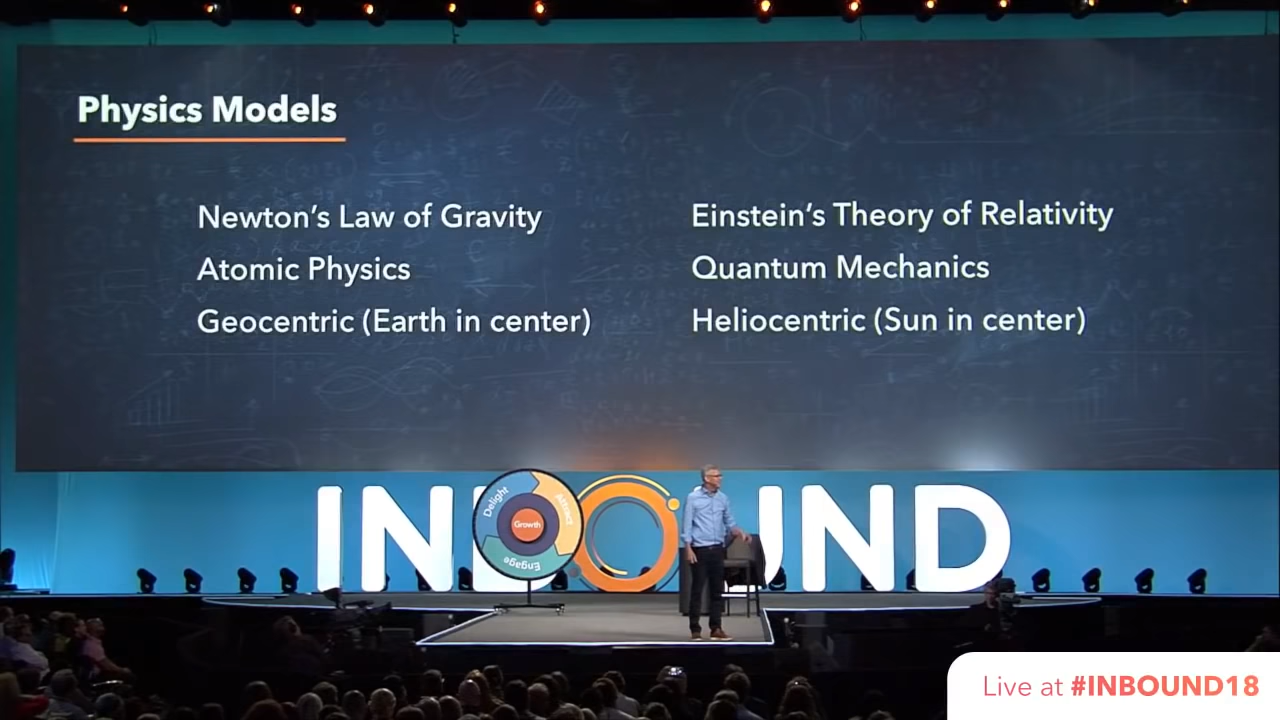 Physics Models
Newton's Law of Gravity
Einstein's Theory of Relativity
Atomic Physics
Quantum Mechanics
Geocentric (Earth in center)
Heliocentric (Sun in center)
Delight
Attract
Growth
Engage
INBOUND
Live at #INBOUND18